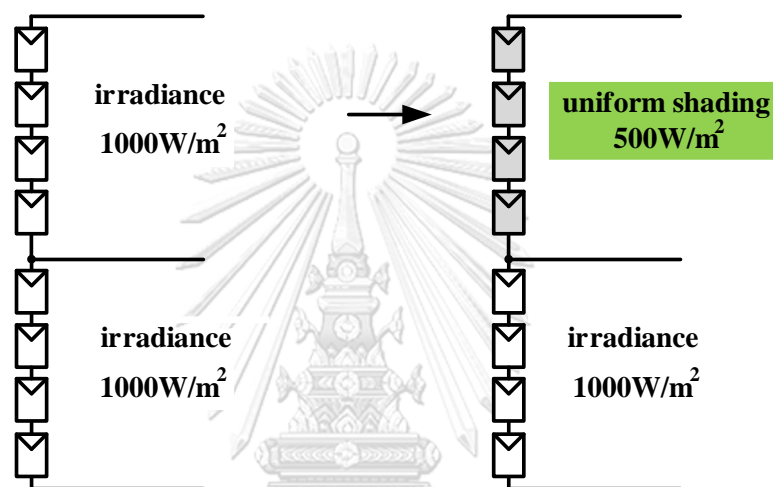 irradiance
1000W/m²
uniform shading
500W/m²
irradiance
1000W/m²
irradiance
1000W/m²